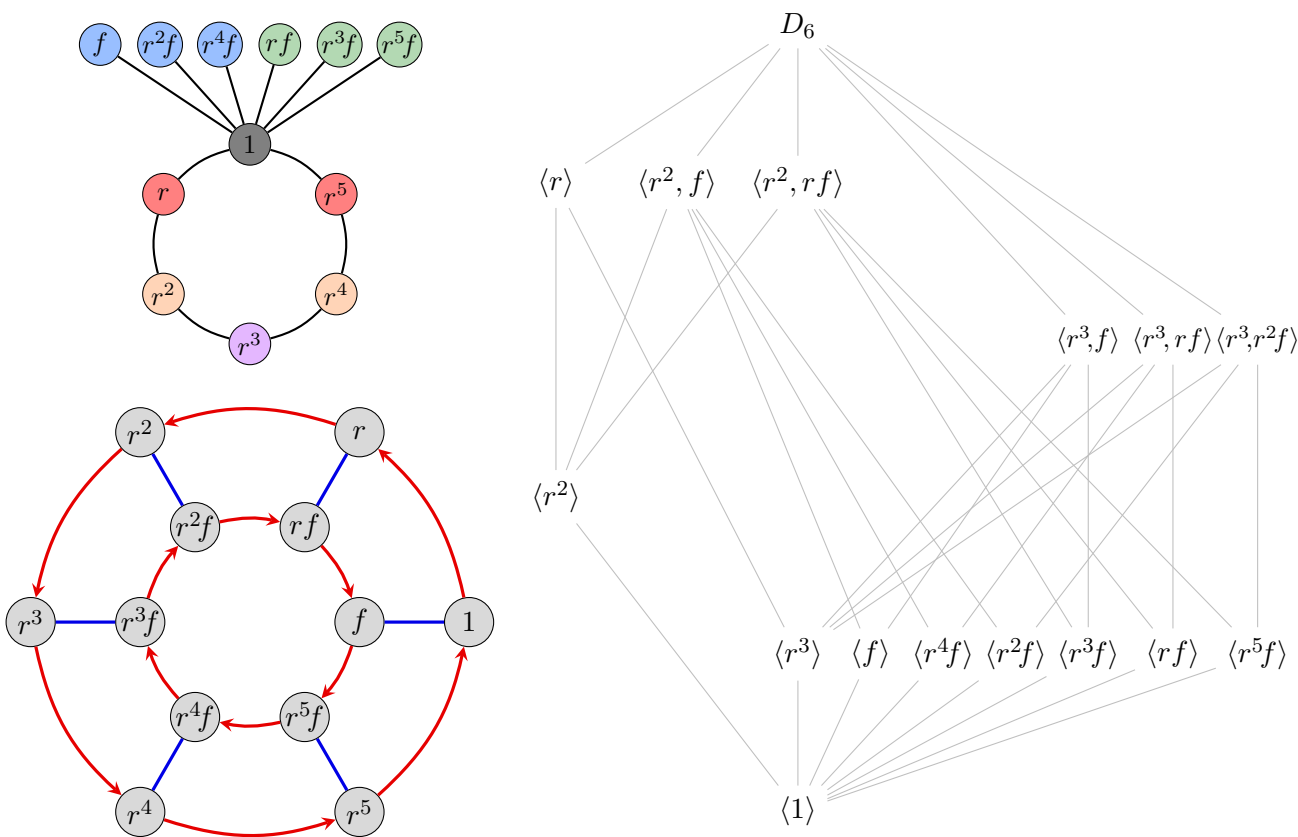 f r²f r⁴f rf r³f r⁵f
1
r r⁵
r² r⁴
r³
r² r
r²f rf
r³ r³f f 1
r⁴f r⁵f
r⁴ r⁵
D₆
⟨r⟩ ⟨r², f⟩ ⟨r², rf⟩
⟨r³,f⟩ ⟨r³, rf⟩ ⟨r³,r²f⟩
⟨r²⟩
⟨r³⟩ ⟨f⟩ ⟨r⁴f⟩ ⟨r²f⟩ ⟨r³f⟩ ⟨rf⟩ ⟨r⁵f⟩
⟨1⟩